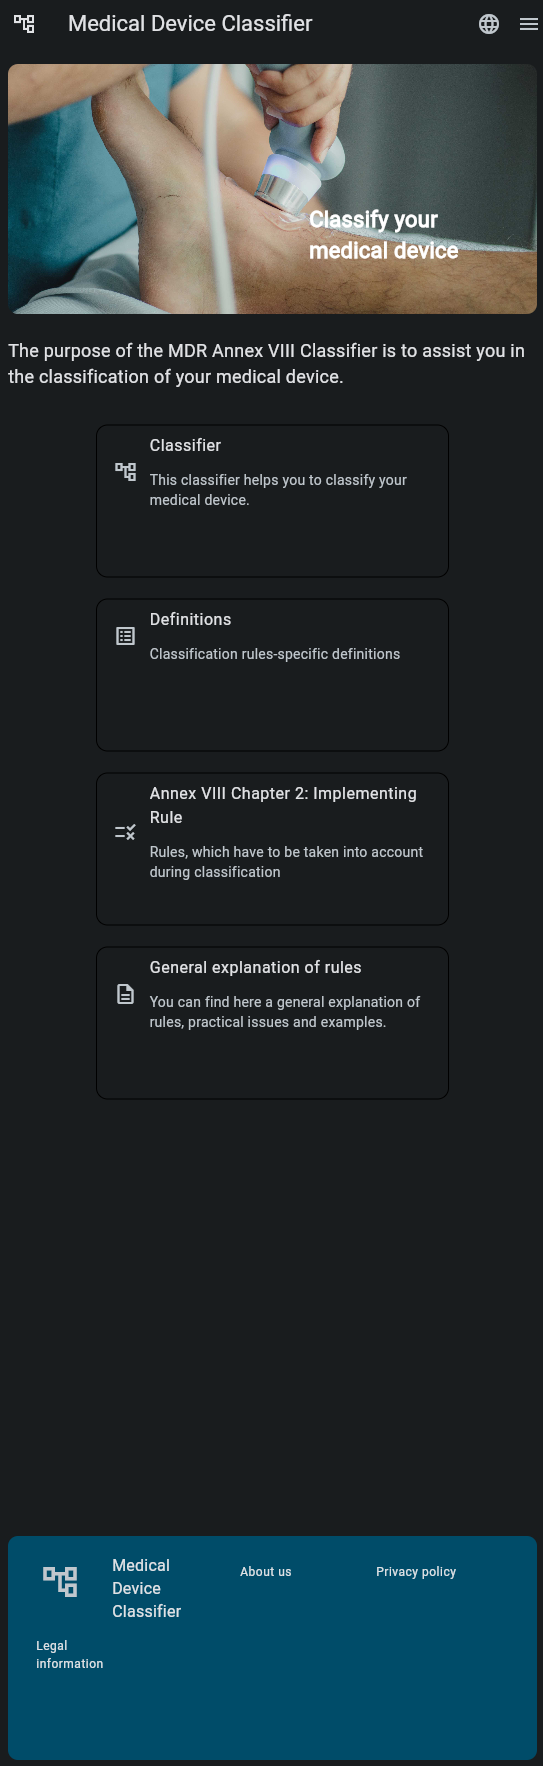 Medical Device Classifier
Classify your
medical device
The purpose of the MDR Annex VIII Classifier is to assist you in
the classification of your medical device.
Classifier
This classifier helps you to classify your
medical device.
Definitions
Classification rules-specific definitions
Annex VIII Chapter 2: Implementing
Rule
Rules, which have to be taken into account
during classification
General explanation of rules
You can find here a general explanation of
rules, practical issues and examples.
Medical
Device
Classifier
About us
Privacy policy
Legal
information